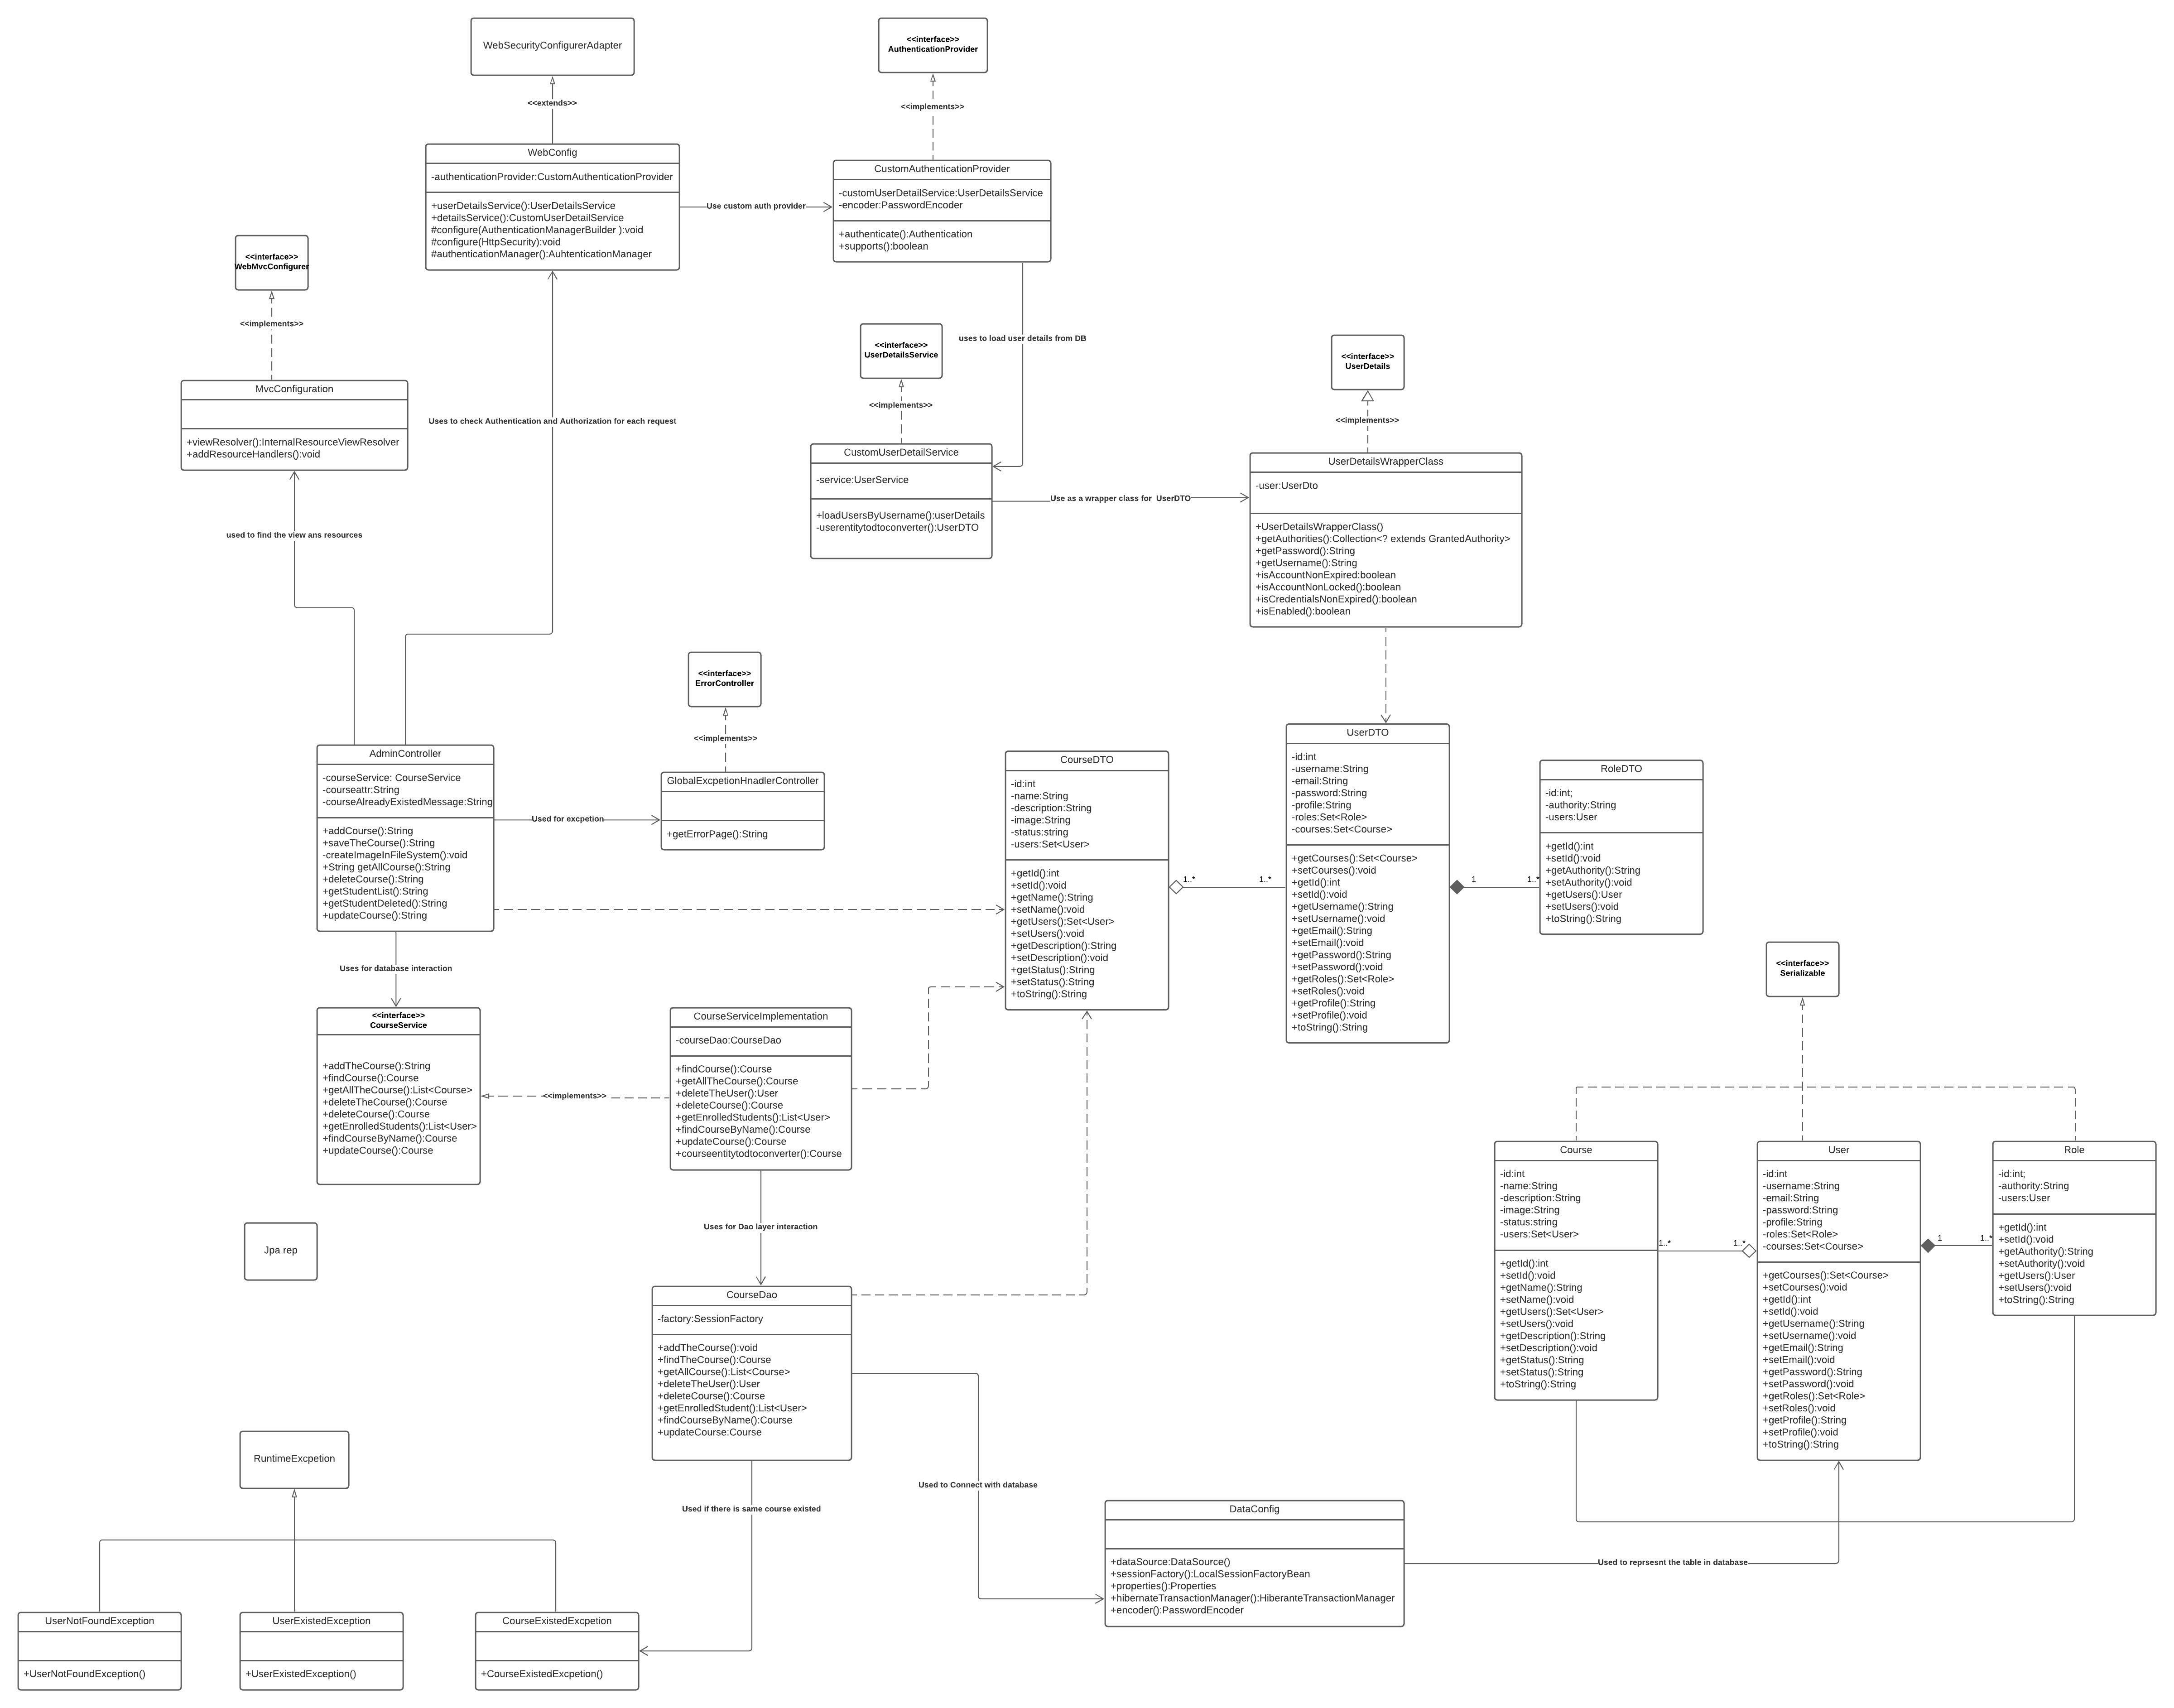 WebSecurityConfigurerAdapter
<<interface>>
AuthenticationProvider
<<extends>>
<<implements>>
WebConfig
-authenticationProvider:CustomAuthenticationProvider
+userDetailsService():UserDetailsService
+detailsService():CustomUserDetailService
#configure(AuthenticationManagerBuilder ):void
#configure(HttpSecurity):void
#authenticationManager():AuhtenticationManager
Use custom auth provider
CustomAuthenticationProvider
-customUserDetailService:UserDetailsService
-encoder:PasswordEncoder
+authenticate():Authentication
+supports():boolean
<<interface>>
WebMvcConfigurer
<<implements>>
MvcConfiguration
+viewResolver():InternalResourceViewResolver
+addResourceHandlers():void
Uses to check Authentication and Authorization for each request
used to find the view ans resources
uses to load user details from DB
<<interface>>
UserDetailsService
<<implements>>
CustomUserDetailService
-service:UserService
+loadUsersByUsername():userDetails
-userentitytodtoconverter():UserDTO
Use as a wrapper class for  UserDTO
<<interface>>
UserDetails
<<implements>>
UserDetailsWrapperClass
-user:UserDto
+UserDetailsWrapperClass()
+getAuthorities():Collection<? extends GrantedAuthority>
+getPassword():String
+getUsername():String
+isAccountNonExpired:boolean
+isAccountNonLocked():boolean
+isCredentialsNonExpired():boolean
+isEnabled():boolean
<<interface>>
ErrorController
<<implements>>
GlobalExcpetionHnadlerController
+getErrorPage():String
AdminController
-courseService: CourseService
-courseattr:String
-courseAlreadyExistedMessage:String
+addCourse():String
+saveTheCourse():String
-createImageInFileSystem():void
+String getAllCourse():String
+deleteCourse():String
+getStudentList():String
+getStudentDeleted():String
+updateCourse():String
Used for excpetion
Uses for database interaction
CourseDTO
-id:int
-name:String
-description:String
-image:String
-status:string
-users:Set<User>
+getId():int
+setId():void
+getName():String
+setName():void
+getUsers():Set<User>
+setUsers():void
+getDescription():String
+setDescription():void
+getStatus():String
+setStatus():String
+toString():String
1..*
1..*
UserDTO
-id:int
-username:String
-email:String
-password:String
-profile:String
-roles:Set<Role>
-courses:Set<Course>
+getCourses():Set<Course>
+setCourses():void
+getId():int
+setId():void
+getUsername():String
+setUsername():void
+getEmail():String
+setEmail():void
+getPassword():String
+setPassword():void
+getRoles():Set<Role>
+setRoles():void
+getProfile():String
+setProfile():void
+toString():String
1
1..*
RoleDTO
-id:int;
-authority:String
-users:User
+getId():int
+setId():void
+getAuthority():String
+setAuthority():void
+getUsers():User
+setUsers():void
+toString():String
<<interface>>
CourseService
+addTheCourse():String
+findCourse():Course
+getAllTheCourse():List<Course>
+deleteTheCourse():Course
+deleteCourse():Course
+getEnrolledStudents():List<User>
+findCourseByName():Course
+updateCourse():Course
<<implements>>
CourseServiceImplementation
-courseDao:CourseDao
+findCourse():Course
+getAllTheCourse():Course
+deleteTheUser():User
+deleteCourse():Course
+getEnrolledStudents():List<User>
+findCourseByName():Course
+updateCourse():Course
+courseentitytodtoconverter():Course
Uses for Dao layer interaction
Jpa rep
CourseDao
-factory:SessionFactory
+addTheCourse():void
+findTheCourse():Course
+getAllCourse():List<Course>
+deleteTheUser():User
+deleteCourse():Course
+getEnrolledStudent():List<User>
+findCourseByName():Course
+updateCourse:Course
<<interface>>
Serializable
Course
-id:int
-name:String
-description:String
-image:String
-status:string
-users:Set<User>
+getId():int
+setId():void
+getName():String
+setName():void
+getUsers():Set<User>
+setUsers():void
+getDescription():String
+setDescription():void
+getStatus():String
+setStatus():String
+toString():String
1..*
1..*
User
-id:int
-username:String
-email:String
-password:String
-profile:String
-roles:Set<Role>
-courses:Set<Course>
+getCourses():Set<Course>
+setCourses():void
+getId():int
+setId():void
+getUsername():String
+setUsername():void
+getEmail():String
+setEmail():void
+getPassword():String
+setPassword():void
+getRoles():Set<Role>
+setRoles():void
+getProfile():String
+setProfile():void
+toString():String
1
1..*
Role
-id:int;
-authority:String
-users:User
+getId():int
+setId():void
+getAuthority():String
+setAuthority():void
+getUsers():User
+setUsers():void
+toString():String
RuntimeExcpetion
Used if there is same course existed
Used to Connect with database
DataConfig
+dataSource:DataSource()
+sessionFactory():LocalSessionFactoryBean
+properties():Properties
+hibernateTransactionManager():HiberanteTransactionManager
+encoder():PasswordEncoder
Used to reprsesnt the table in database
UserNotFoundException
+UserNotFoundException()
UserExistedException
+UserExistedException()
CourseExistedExcpetion
+CourseExistedExcpetion()